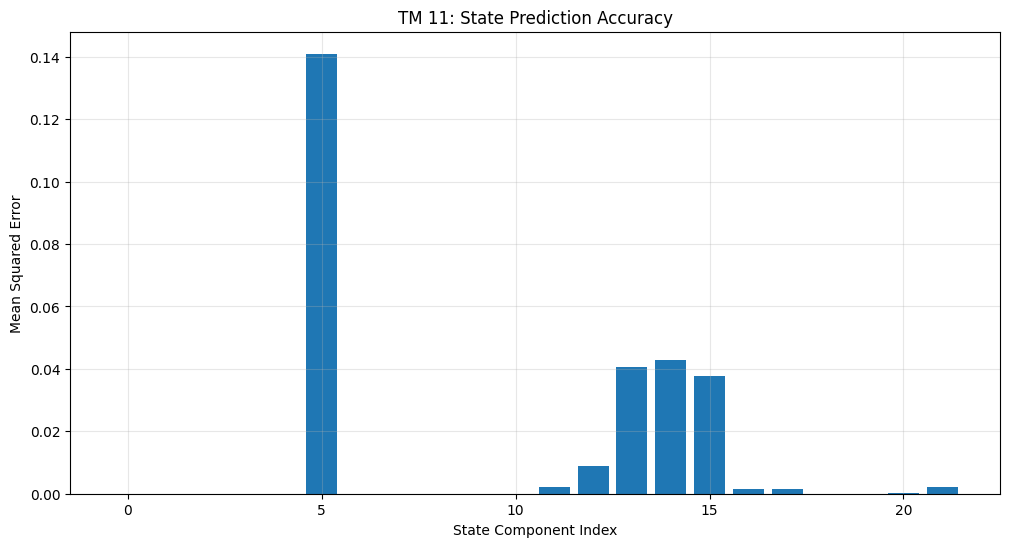 TM 11: State Prediction Accuracy
Mean Squared Error
0.14
0.12
0.10
0.08
0.06
0.04
0.02
0.00
0 5 10 15 20
State Component Index